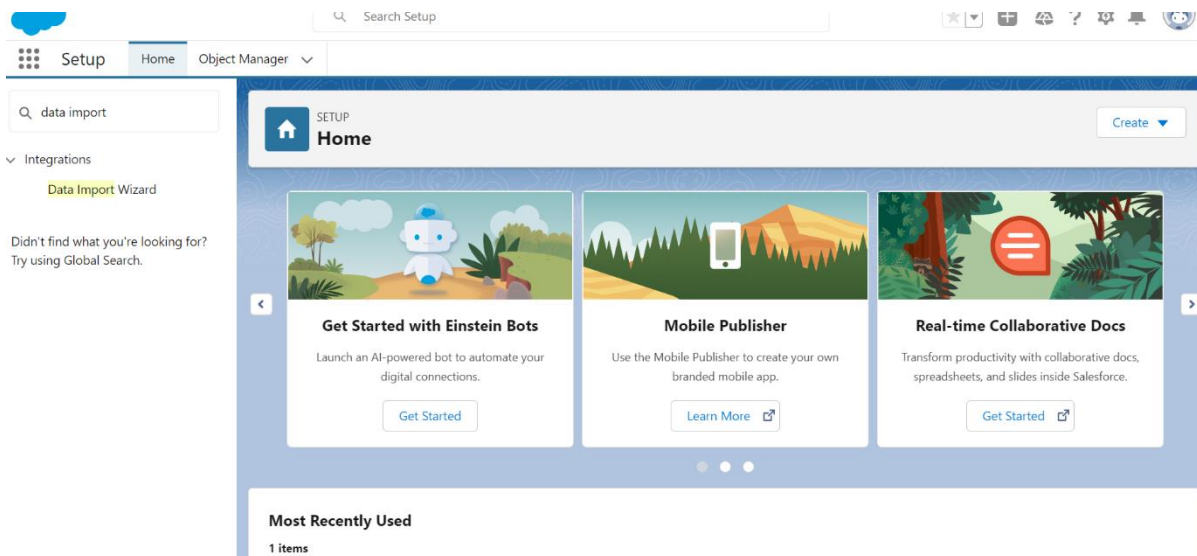 Search Setup
Setup
Home
Object Manager
data import
Integrations
Data Import Wizard
Didn't find what you're looking for?
Try using Global Search.
SETUP
Home
Create
Get Started with Einstein Bots
Launch an AI-powered bot to automate your
digital connections.
Get Started
Mobile Publisher
Use the Mobile Publisher to create your own
branded mobile app.
Learn More
Real-time Collaborative Docs
Transform productivity with collaborative docs,
spreadsheets, and slides inside Salesforce.
Get Started
Most Recently Used
1 items